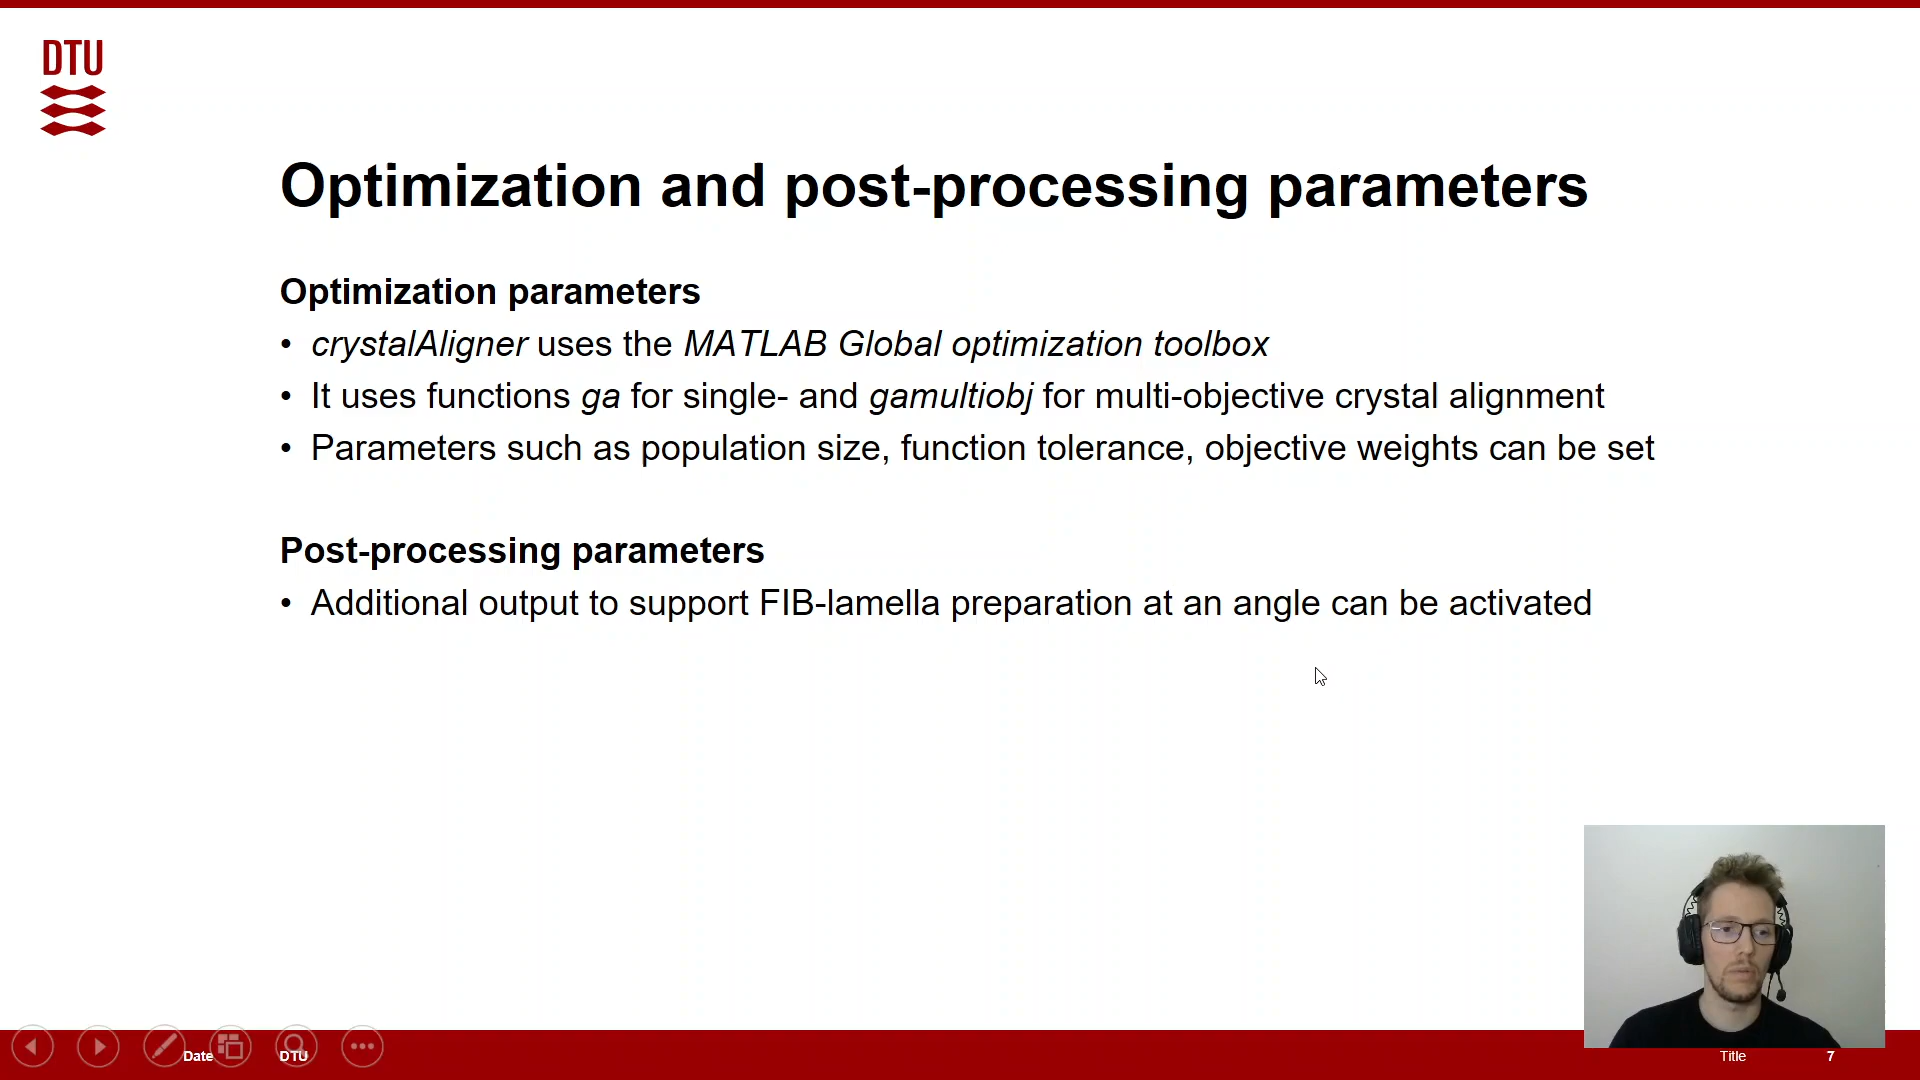 DTU
Optimization and post-processing parameters
Optimization parameters
• crystalAligner uses the MATLAB Global optimization toolbox
• It uses functions ga for single- and gamultiobj for multi-objective crystal alignment
• Parameters such as population size, function tolerance, objective weights can be set
Post-processing parameters
• Additional output to support FIB-lamella preparation at an angle can be activated
Date DTU Title 7